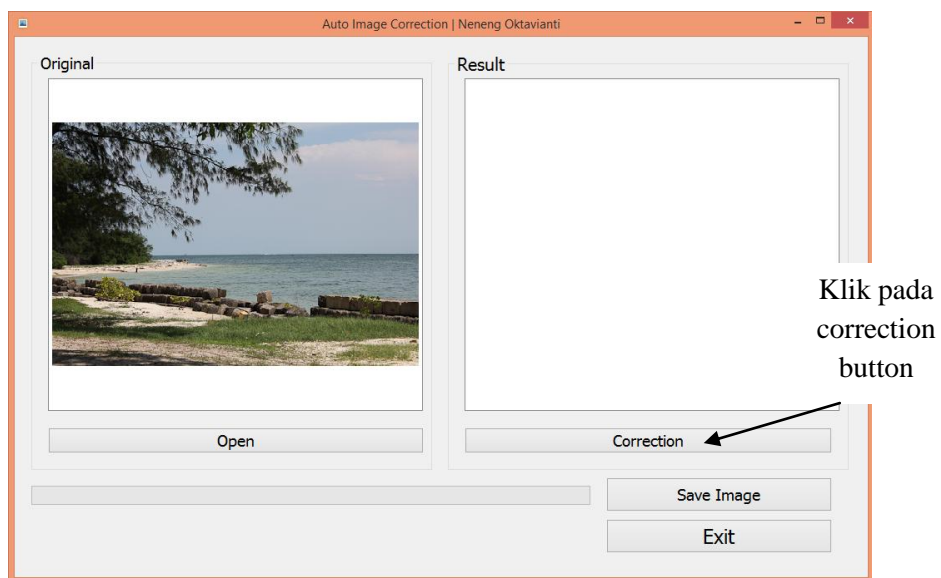 Auto Image Correction | Neneng Oktavianti
Original
Result
Klik pada
correction
button
Open
Correction
Save Image
Exit